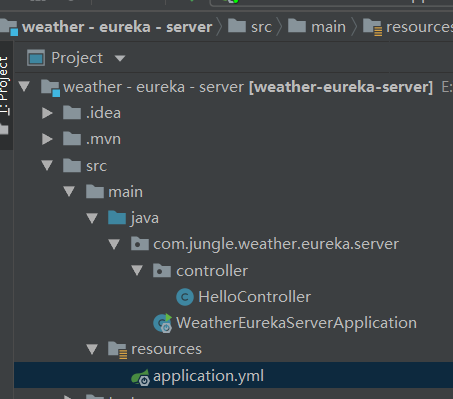 weather - eureka - server src main resources
Project
1: Project
weather - eureka - server [weather-eureka-server] E:
.idea
.mvn
src
main
java
com.jungle.weather.eureka.server
controller
HelloController
WeatherEurekaServerApplication
resources
application.yml